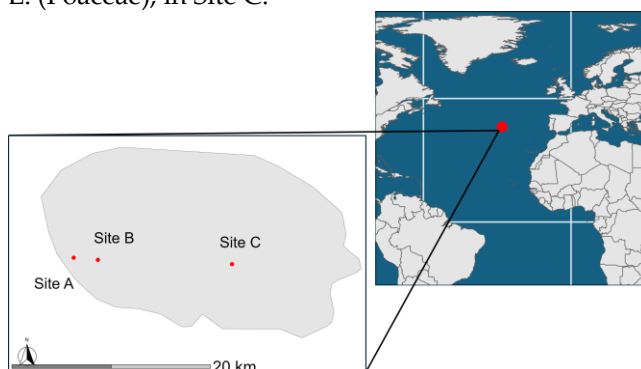 L. (Poaceae), in Site C.
Site B
Site C
Site A
N
20 km